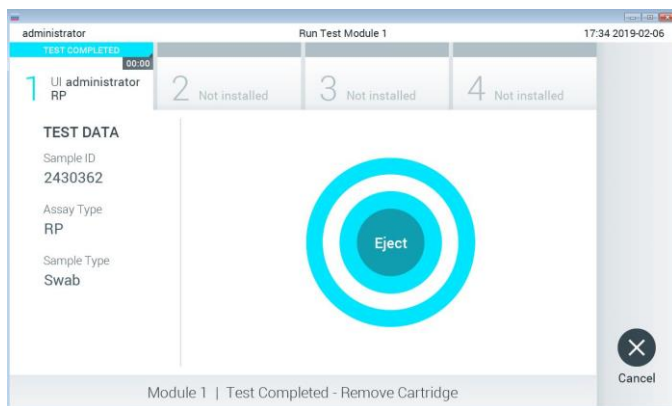 administrator Run Test Module 1 17:34 2019-02-06
TEST COMPLETED
00:00
1 UI administrator
RP
2 Not installed
3 Not installed
4 Not installed
TEST DATA
Sample ID
2430362
Assay Type
RP
Sample Type
Swab
Eject
Cancel
Module 1 | Test Completed - Remove Cartridge